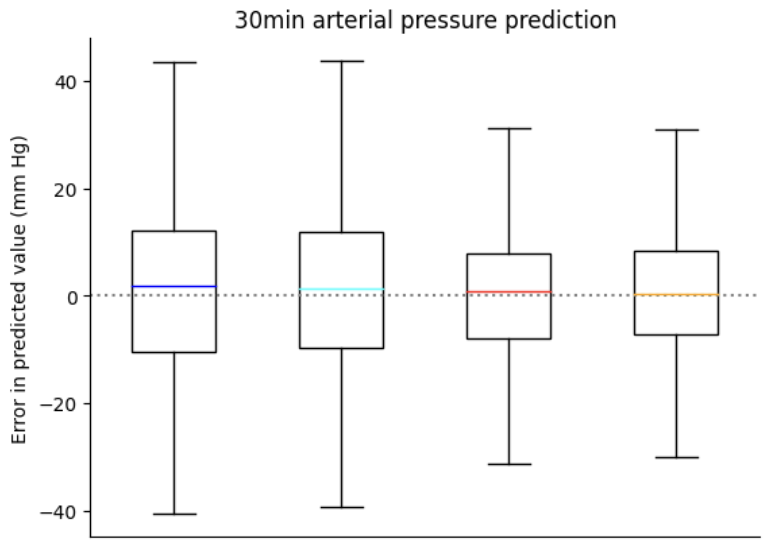 30min arterial pressure prediction
Error in predicted value (mm Hg)
40
20
0
−20
−40